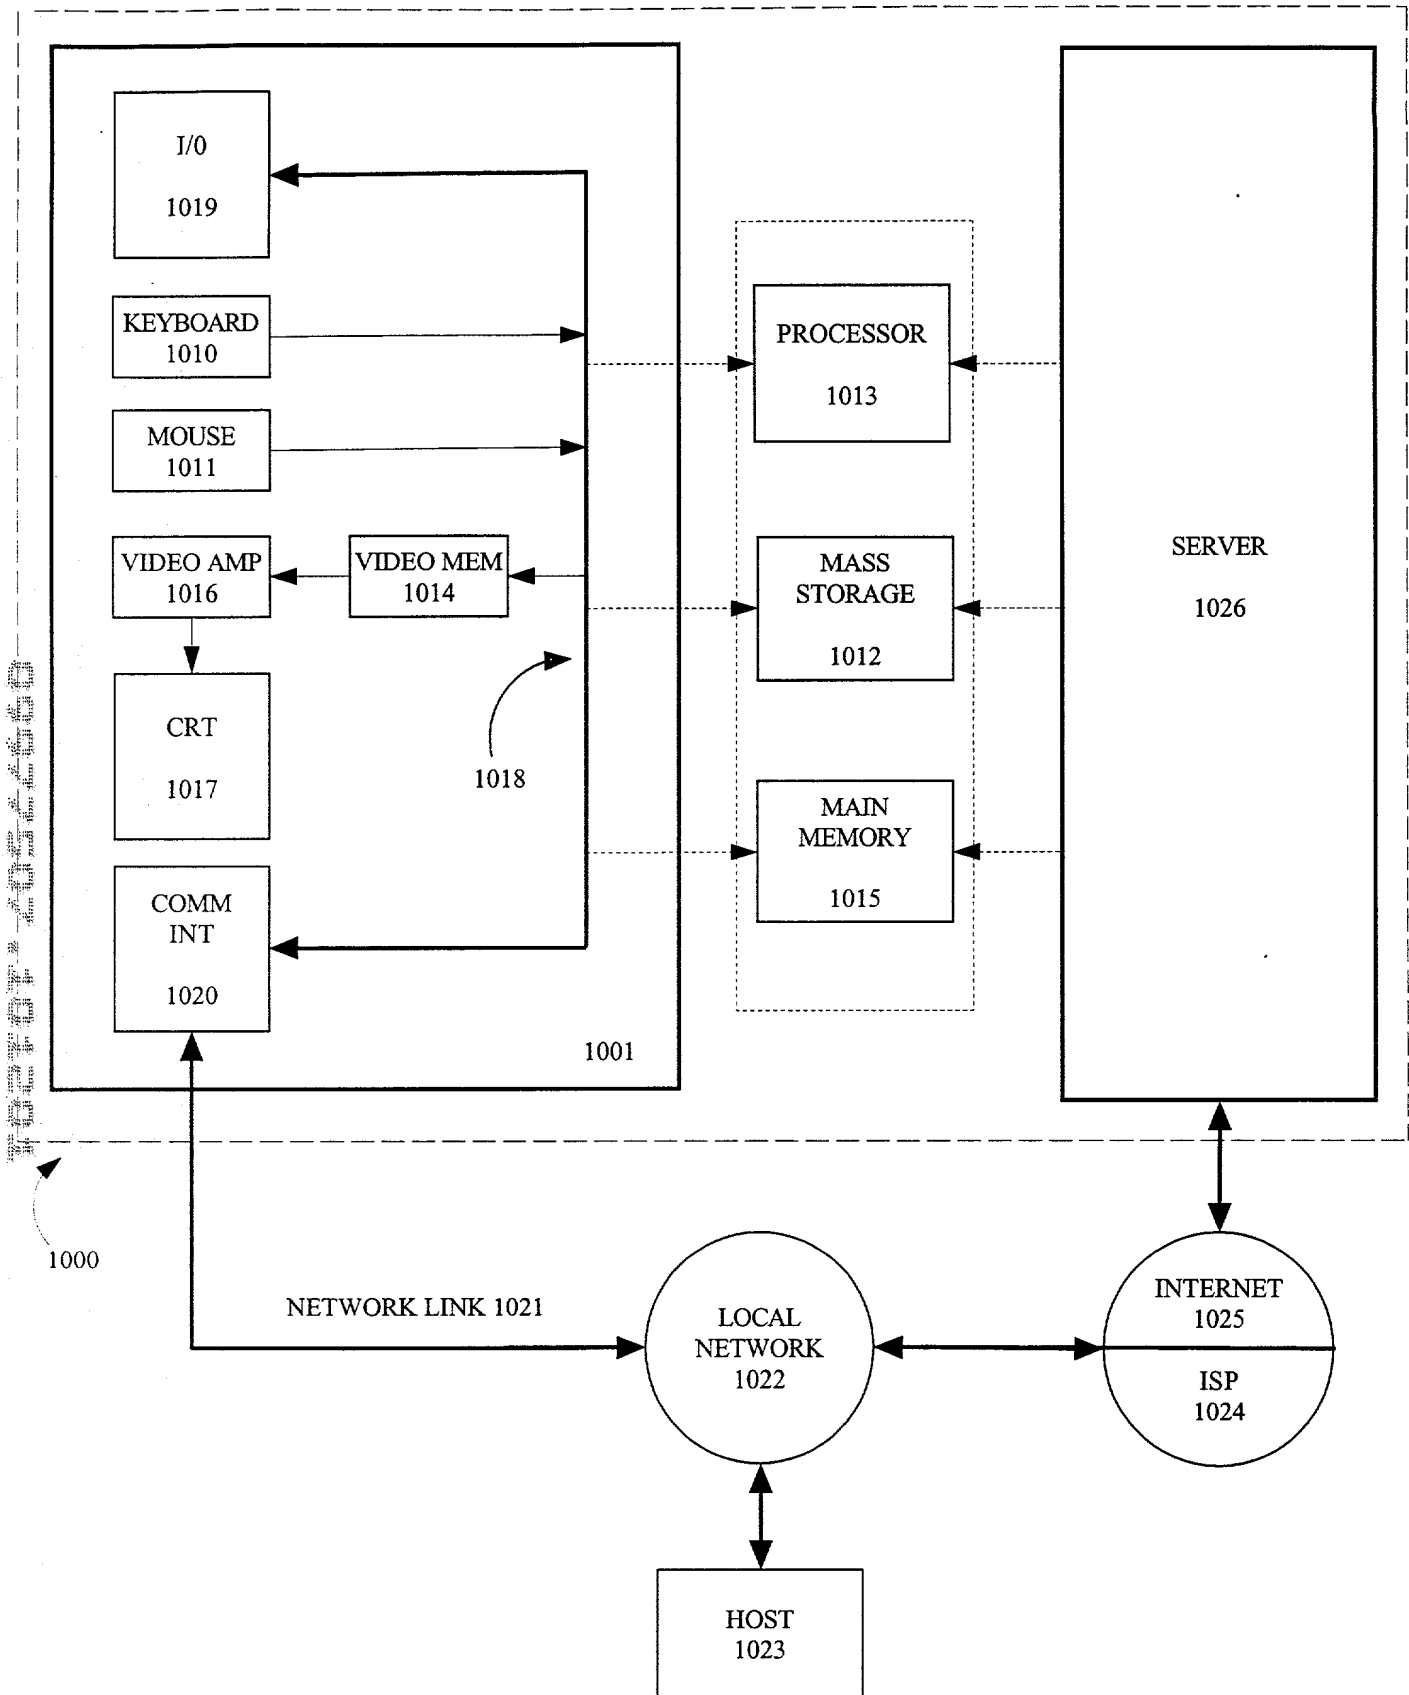 I/0
1019
KEYBOARD
1010
MOUSE
1011
VIDEO AMP
1016
VIDEO MEM
1014
CRT
1017
1018
COMM
INT
1020
1001
PROCESSOR
1013
MASS
STORAGE
1012
MAIN
MEMORY
1015
SERVER
1026
1000
NETWORK LINK 1021
LOCAL
NETWORK
1022
INTERNET
1025
ISP
1024
HOST
1023